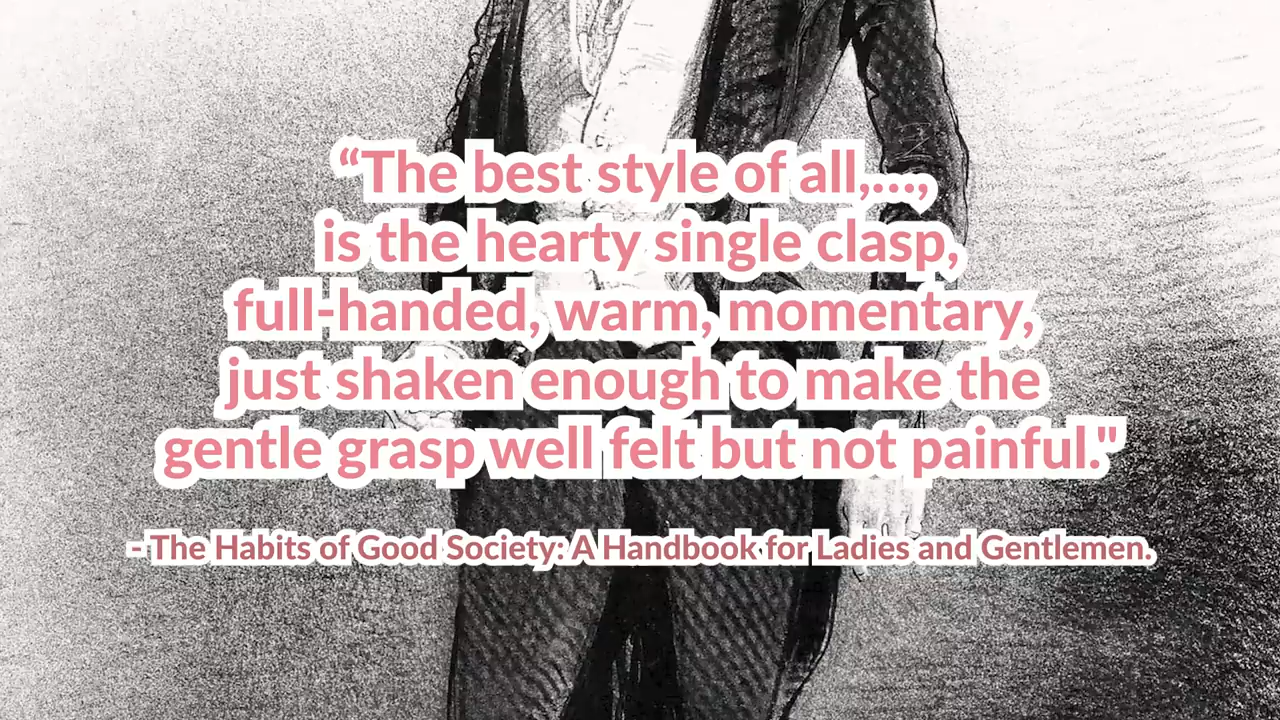 “The best style of all,...,
is the hearty single clasp,
full-handed, warm, momentary,
just shaken enough to make the
gentle grasp well felt but not painful."
- The Habits of Good Society: A Handbook for Ladies and Gentlemen.